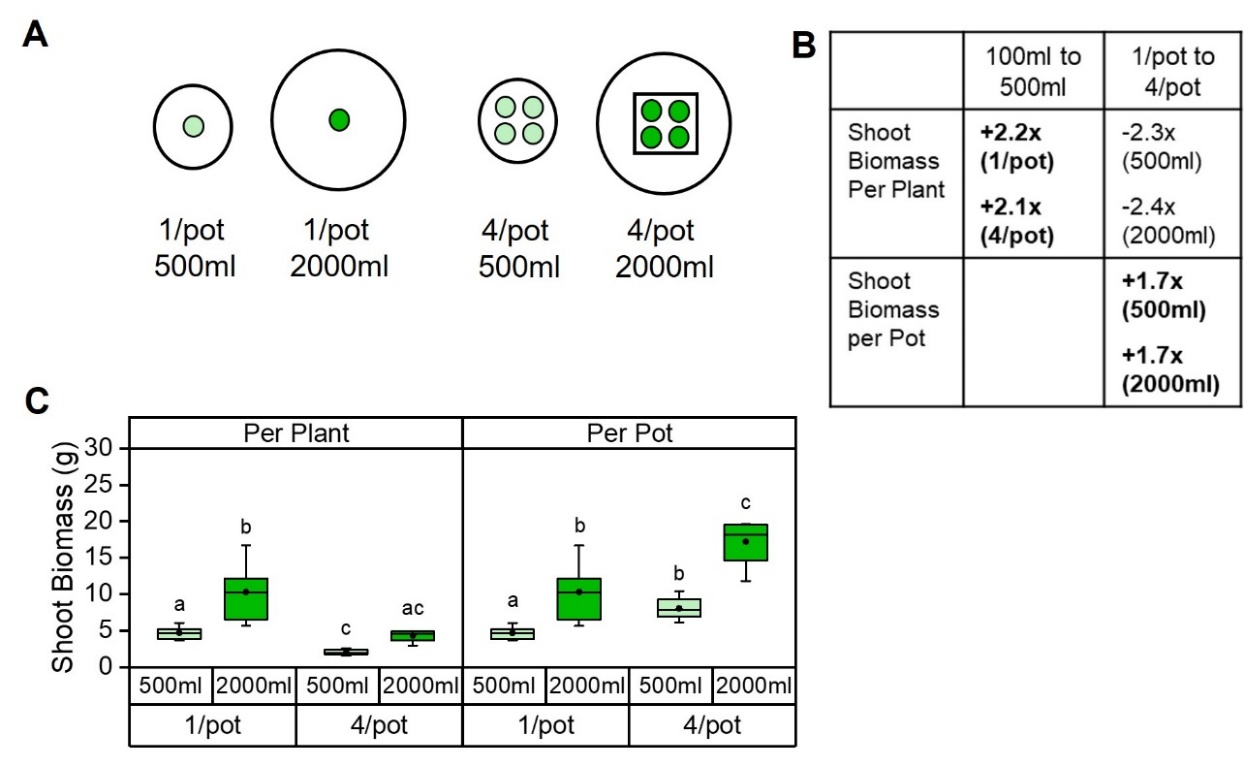 A
1/pot
500ml
1/pot
2000ml
4/pot
500ml
4/pot
2000ml
B
100ml to
500ml
1/pot to
4/pot
Shoot
Biomass
Per Plant
+2.2x
(1/pot)
+2.1x
(4/pot)
-2.3x
(500ml)
-2.4x
(2000ml)
Shoot
Biomass
per Pot
+1.7x
(500ml)
+1.7x
(2000ml)
C
Per Plant
Per Pot
Shoot Biomass (g)
30
25
20
15
10
5
0
a
b
c
ac
a
b
b
c
500ml
2000ml
500ml
2000ml
500ml
2000ml
500ml
2000ml
1/pot
4/pot
1/pot
4/pot